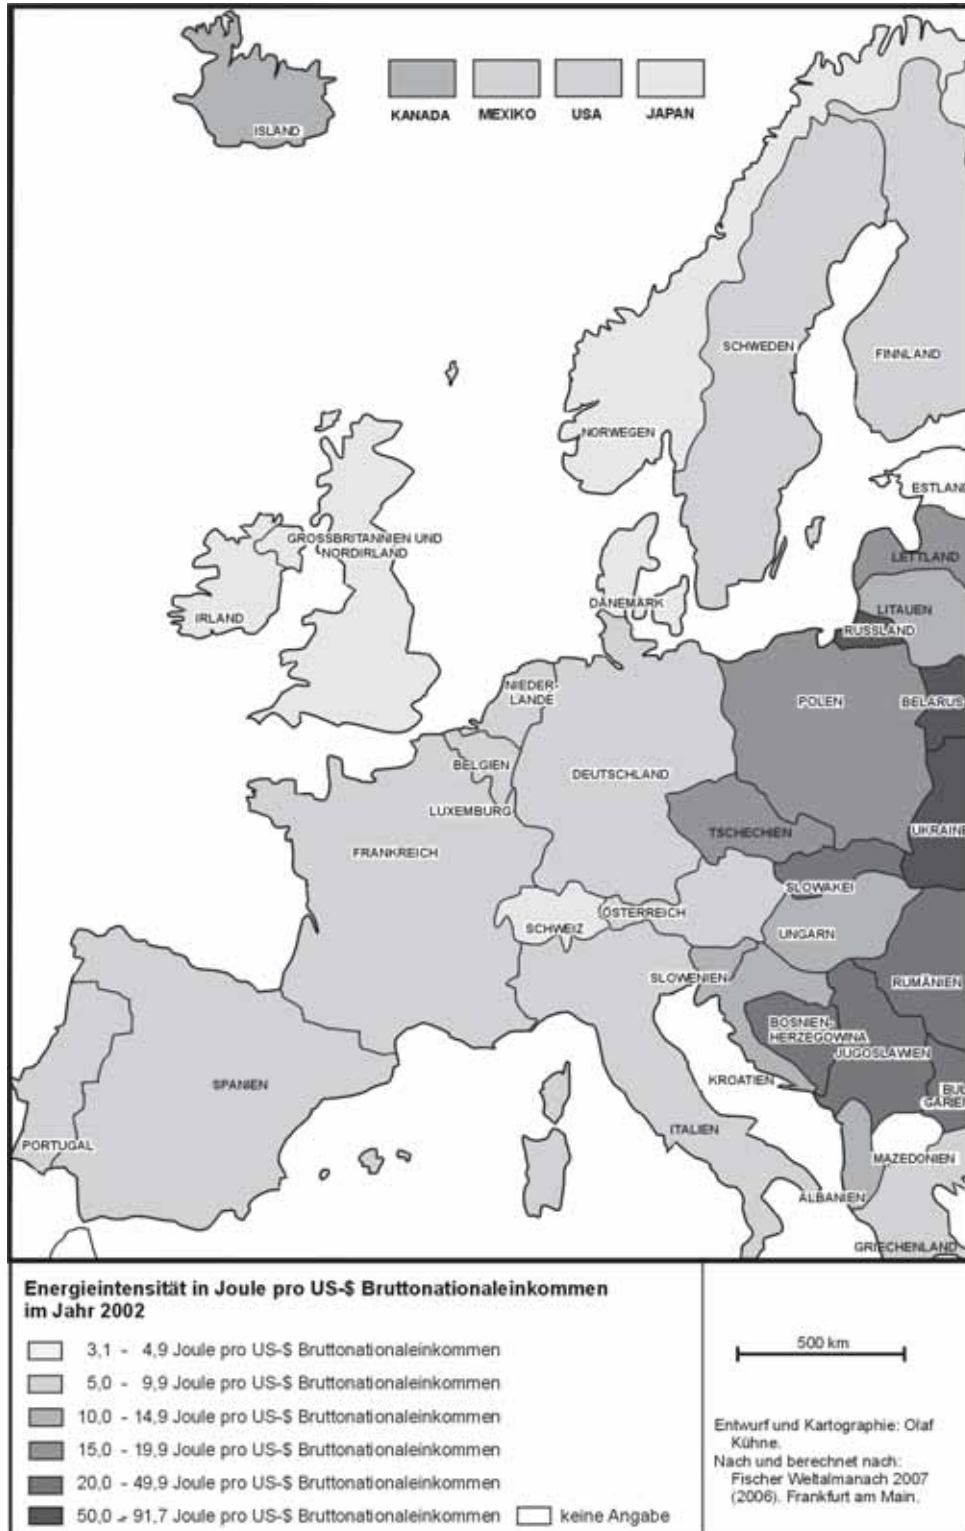 KANADA MEXIKO USA JAPAN
ISLAND
SCHWEDEN
FINNLAND
NORWEGEN
ESTLAND
GROSSBRITANNIEN UND
NORDIRLAND
LETTLAND
DÄNEMARK
LITAUEN
IRLAND
RUSSLAND
NIEDER-
LANDE
POLEN
BELARUS
BELGIEN
DEUTSCHLAND
LUXEMBURG
TSCHECHIEN
UKRAINE
FRANKREICH
SLOWAKEI
ÖSTERREICH
SCHWEIZ
UNGARN
SLOWENIEN
RUMÄNIEN
BOSNIEN-
HERZEGOWINA
JUGOSLAWIEN
KROATIEN
SPANIEN
BUL
GARIEN
ITALIEN
PORTUGAL
MAZEDONIEN
ALBANIEN
GRIECHENLAND
Energieintensität in Joule pro US-$ Bruttonationaleinkommen
im Jahr 2002
3,1 - 4,9 Joule pro US-$ Bruttonationaleinkommen
5,0 - 9,9 Joule pro US-$ Bruttonationaleinkommen
10,0 - 14,9 Joule pro US-$ Bruttonationaleinkommen
15,0 - 19,9 Joule pro US-$ Bruttonationaleinkommen
20,0 - 49,9 Joule pro US-$ Bruttonationaleinkommen
50,0 - 91,7 Joule pro US-$ Bruttonationaleinkommen keine Angabe
500 km
Entwurf und Kartographie: Olaf
Kühne.
Nach und berechnet nach:
Fischer Weltalmanach 2007
(2006). Frankfurt am Main.